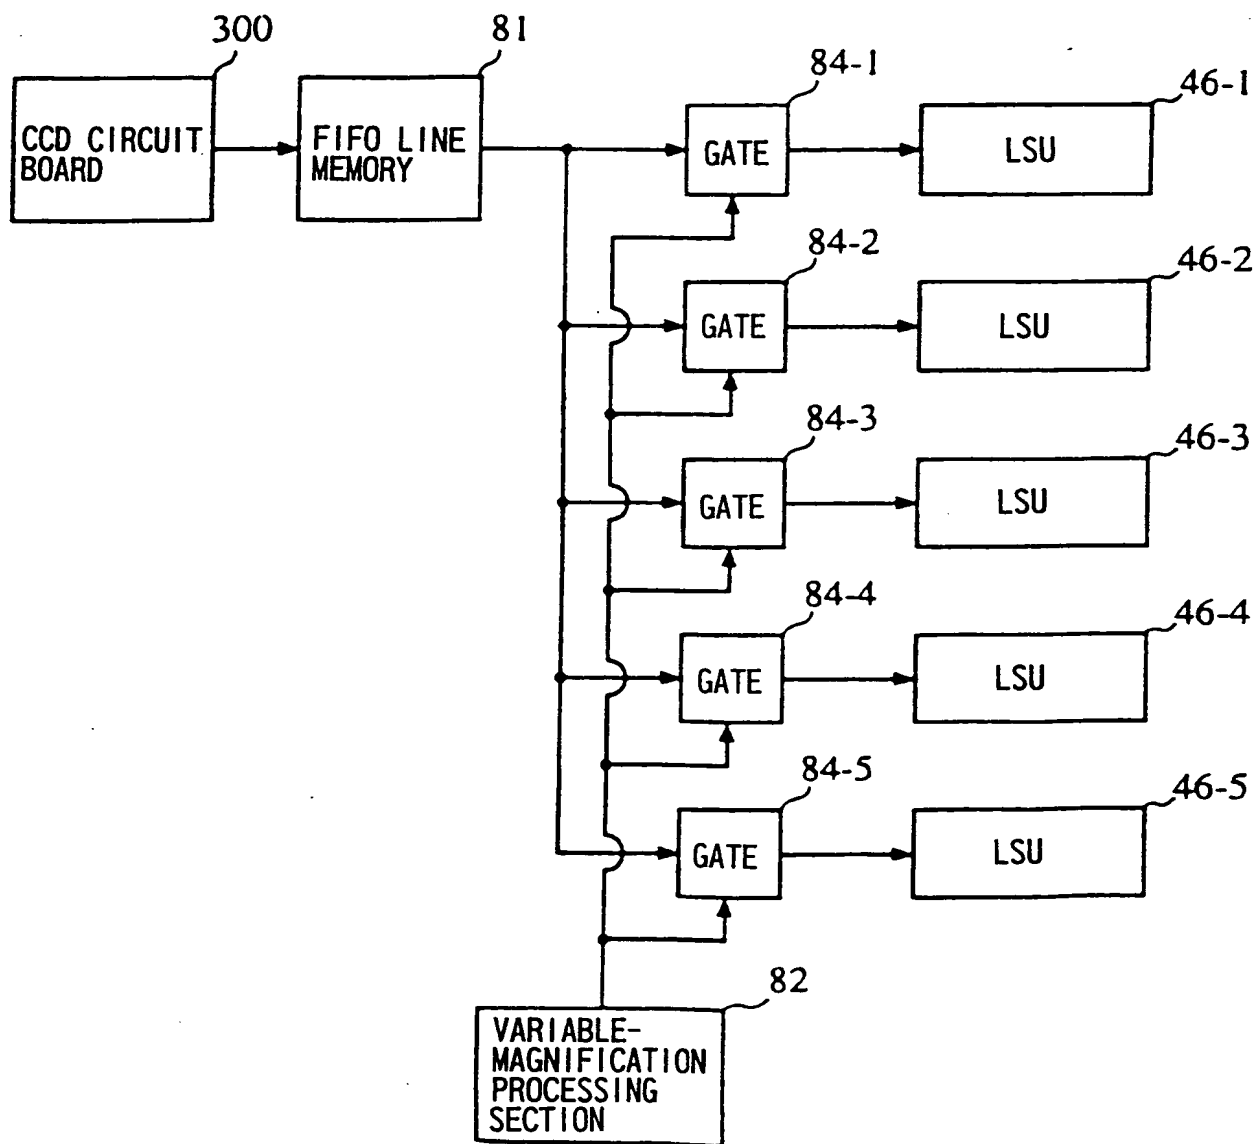 300
81
84-1
46-1
CCD CIRCUIT
BOARD
FIFO LINE
MEMORY
GATE
LSU
84-2
46-2
GATE
LSU
84-3
46-3
GATE
LSU
84-4
46-4
GATE
LSU
84-5
46-5
GATE
LSU
82
VARIABLE-
MAGNIFICATION
PROCESSING
SECTION